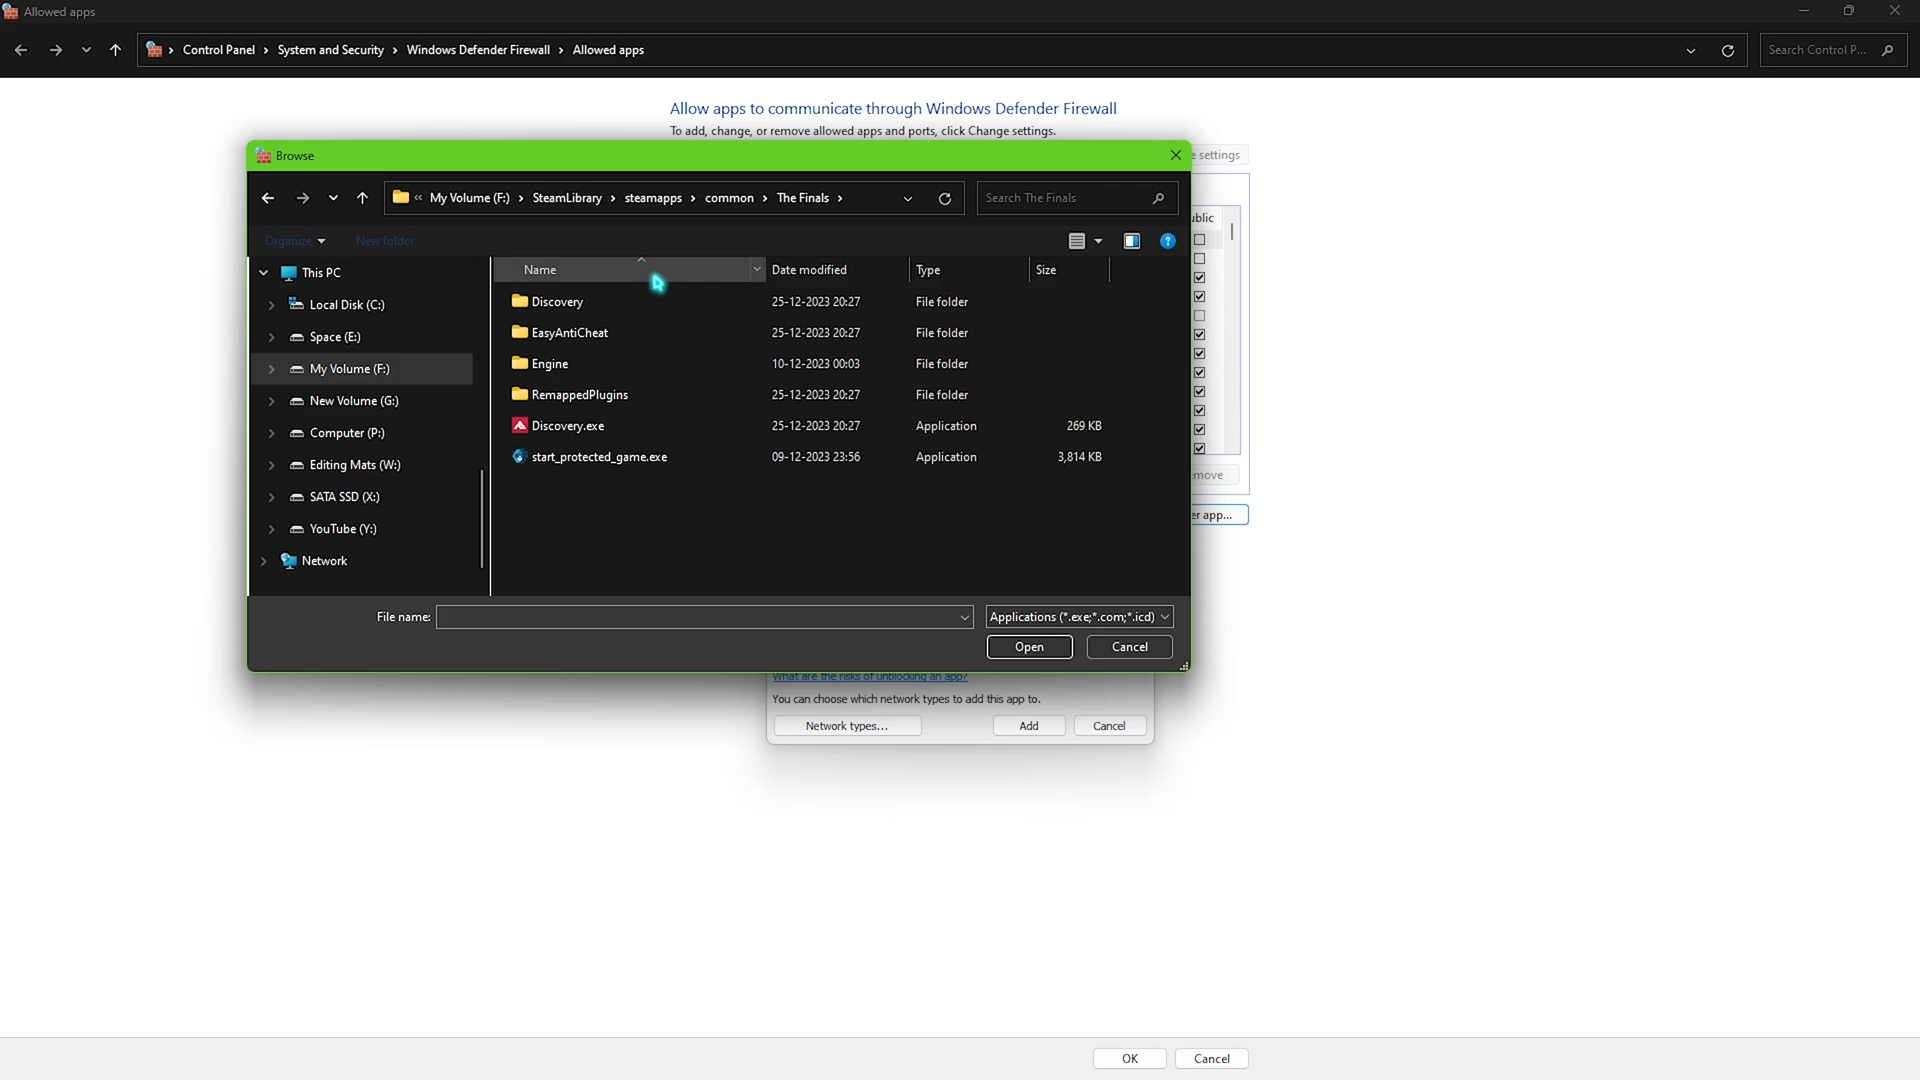 Allowed apps
Control Panel > System and Security > Windows Defender Firewall > Allowed apps
Search Control P...
Allow apps to communicate through Windows Defender Firewall
To add, change, or remove allowed apps and ports, click Change settings.
e settings
Browse
« My Volume (F:) > SteamLibrary > steamapps > common > The Finals >
Search The Finals
ublic
Organize
New folder
Name Date modified Type Size
This PC
Local Disk (C:)
Space (E:)
My Volume (F:)
New Volume (G:)
Computer (P:)
Editing Mats (W:)
SATA SSD (X:)
YouTube (Y:)
Network
Discovery 25-12-2023 20:27 File folder
EasyAntiCheat 25-12-2023 20:27 File folder
Engine 10-12-2023 00:03 File folder
RemappedPlugins 25-12-2023 20:27 File folder
Discovery.exe 25-12-2023 20:27 Application 269 KB
start_protected_game.exe 09-12-2023 23:56 Application 3,814 KB
move
er app...
File name:
Applications (*.exe;*.com;*.icd)
Open Cancel
What are the risks of unblocking an app?
You can choose which network types to add this app to.
Network types... Add Cancel
OK Cancel